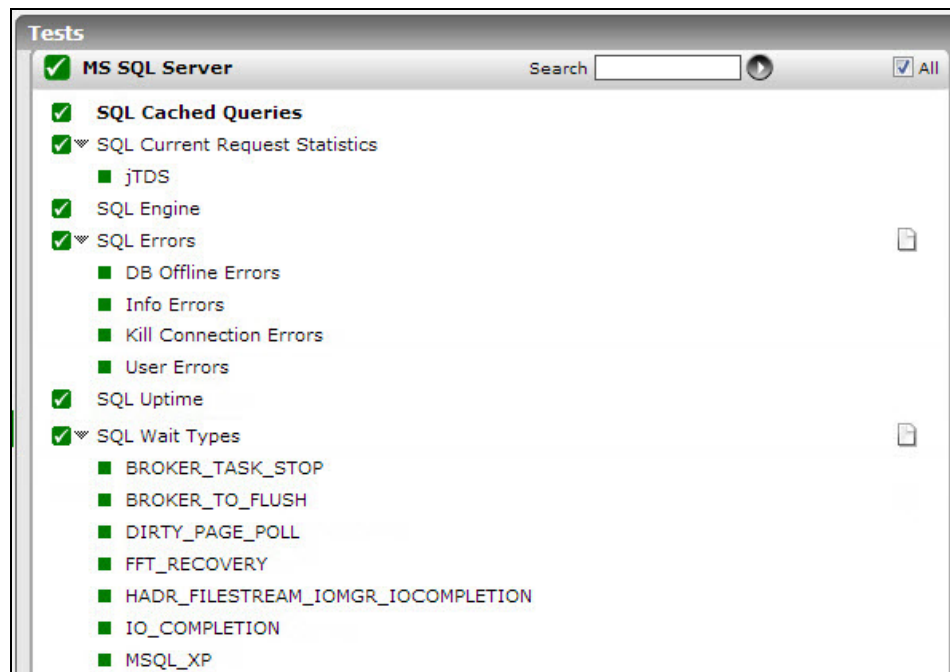 Tests
MS SQL Server Search All
SQL Cached Queries
SQL Current Request Statistics
jTDS
SQL Engine
SQL Errors
DB Offline Errors
Info Errors
Kill Connection Errors
User Errors
SQL Uptime
SQL Wait Types
BROKER_TASK_STOP
BROKER_TO_FLUSH
DIRTY_PAGE_POLL
FFT_RECOVERY
HADR_FILESTREAM_IOMGR_IOCOMPLETION
IO_COMPLETION
MSQL_XP